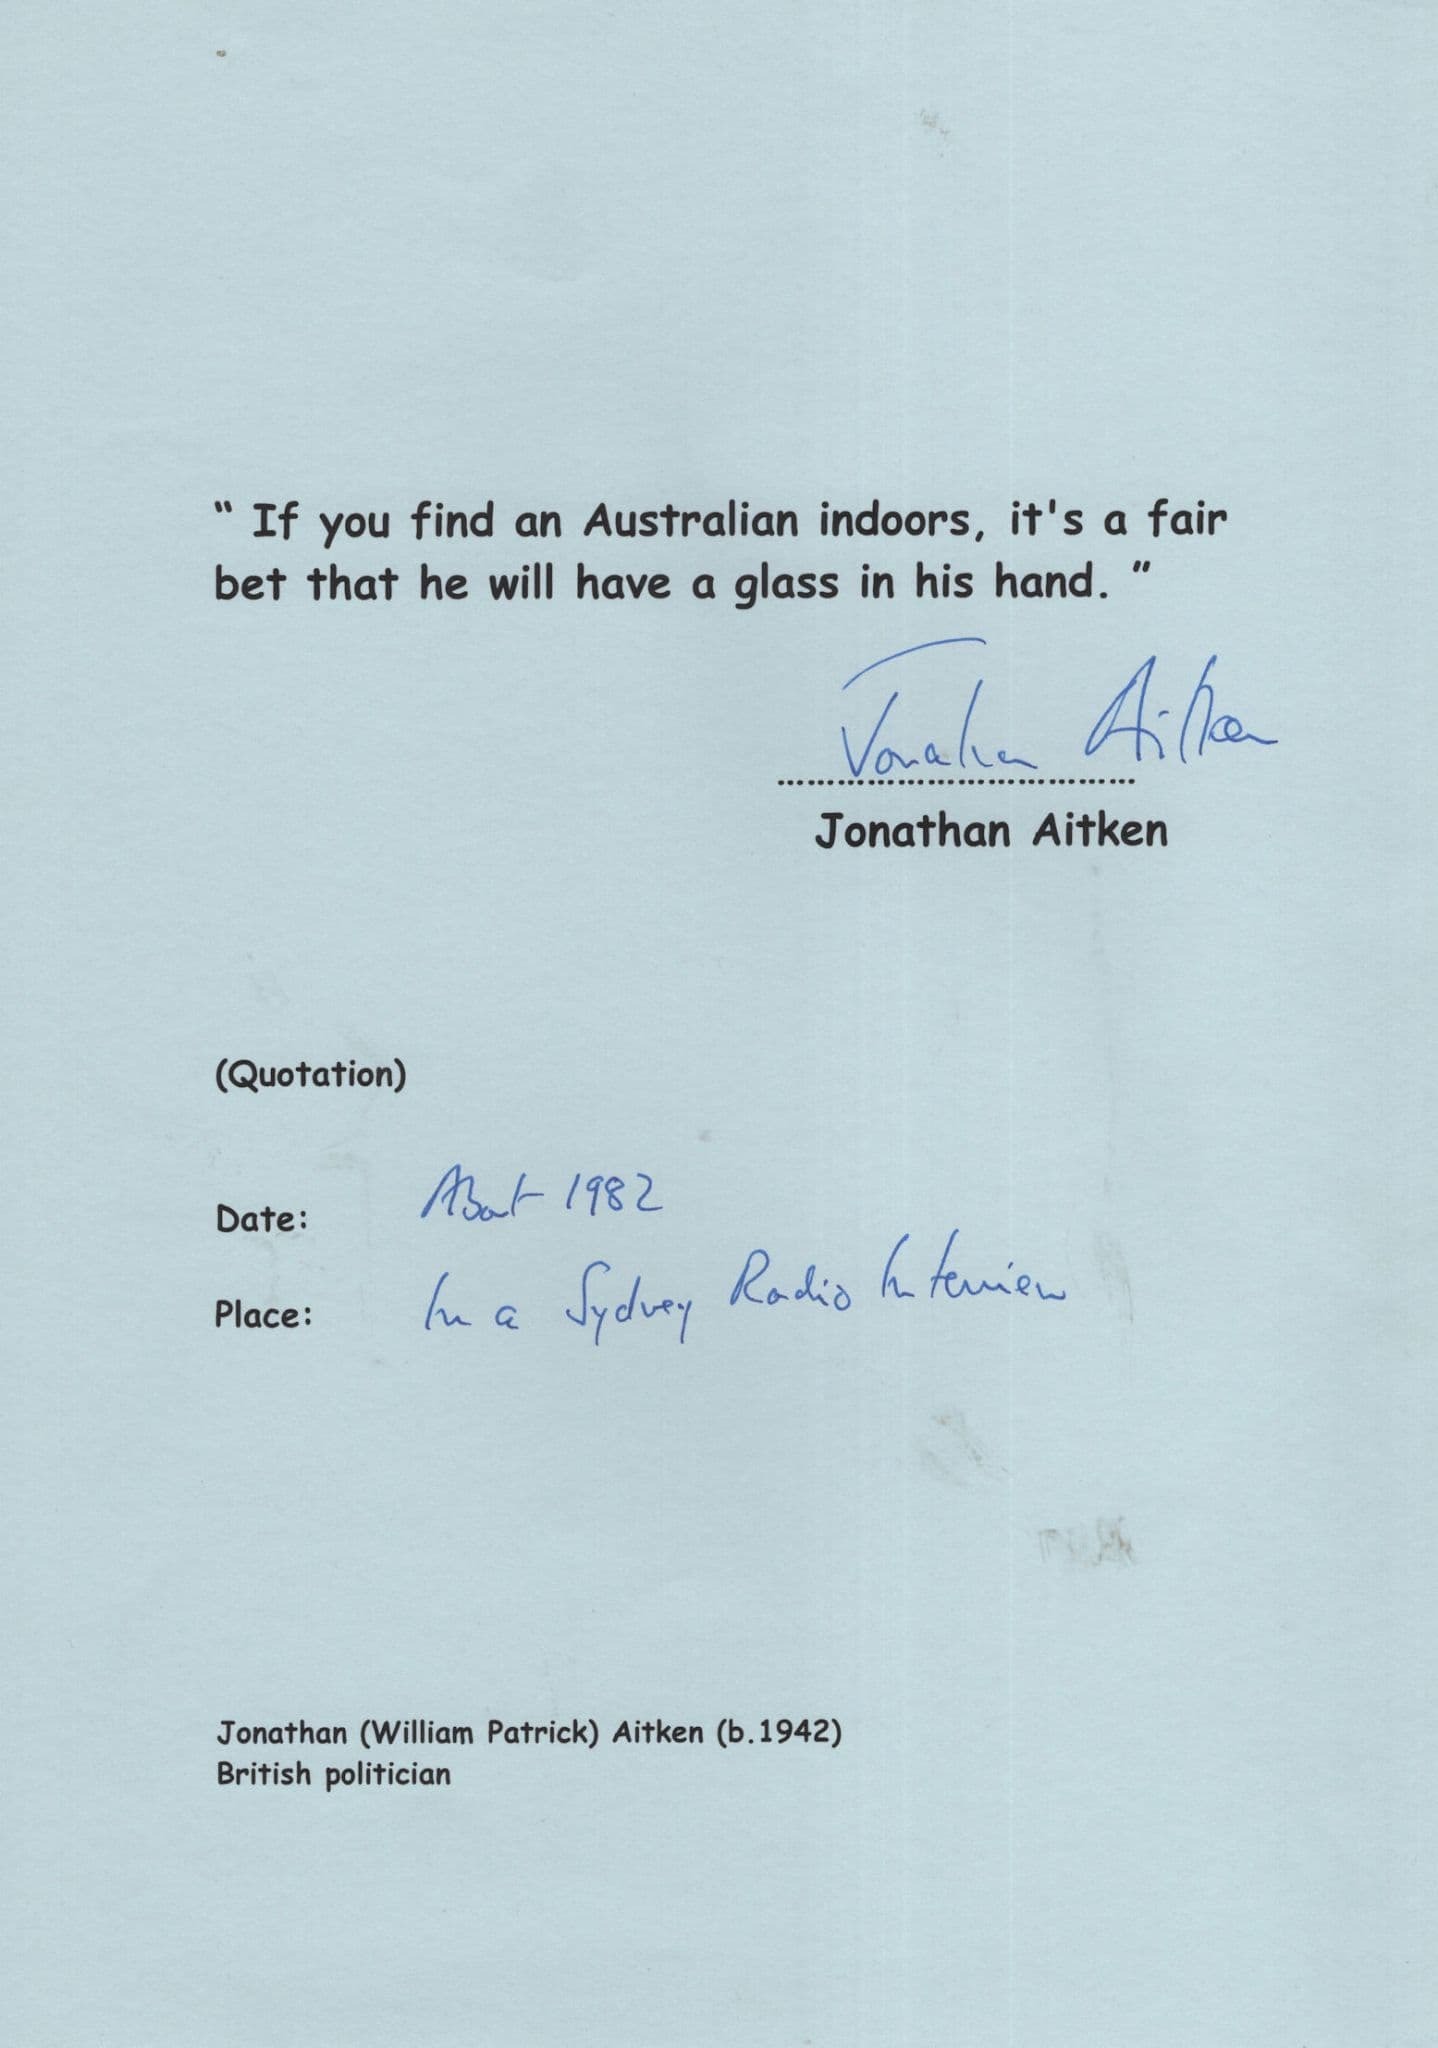 “ If you find an Australian indoors, it's a fair
bet that he will have a glass in his hand. ”
Jonathan Aitken
Jonathan Aitken
(Quotation)
Date: About 1982
Place: In a Sydney Radio Interview
Jonathan (William Patrick) Aitken (b.1942)
British politician